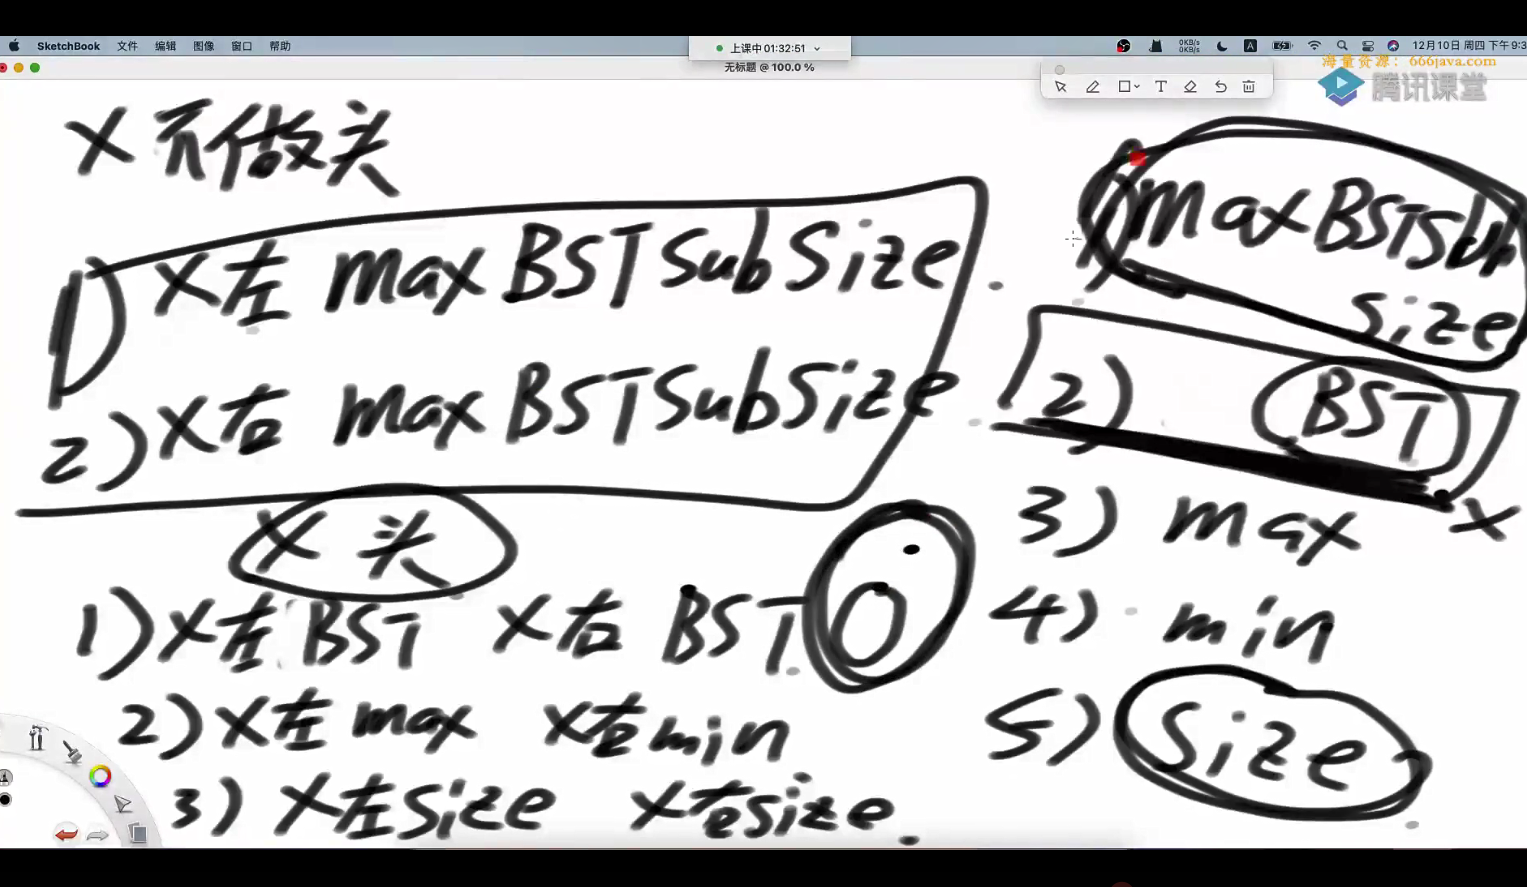 SketchBook 文件 编辑 图像 窗口 帮助
上课中 01:32:51
0KB/s
0KB/s
A
12月10日 周四 下午9:3
无标题 @ 100.0 %
海量资源：666java.com
腾讯课堂
T
X 不做头
1) X左 maxBSTSubSize
2) X右 maxBSTSubSize
X 头
1) X左 BST X右 BST
2) X左 max X右 min
3) X左 size X右 size
1) maxBSTSub
Size
2) BST
X
3) max
4) min
5) Size